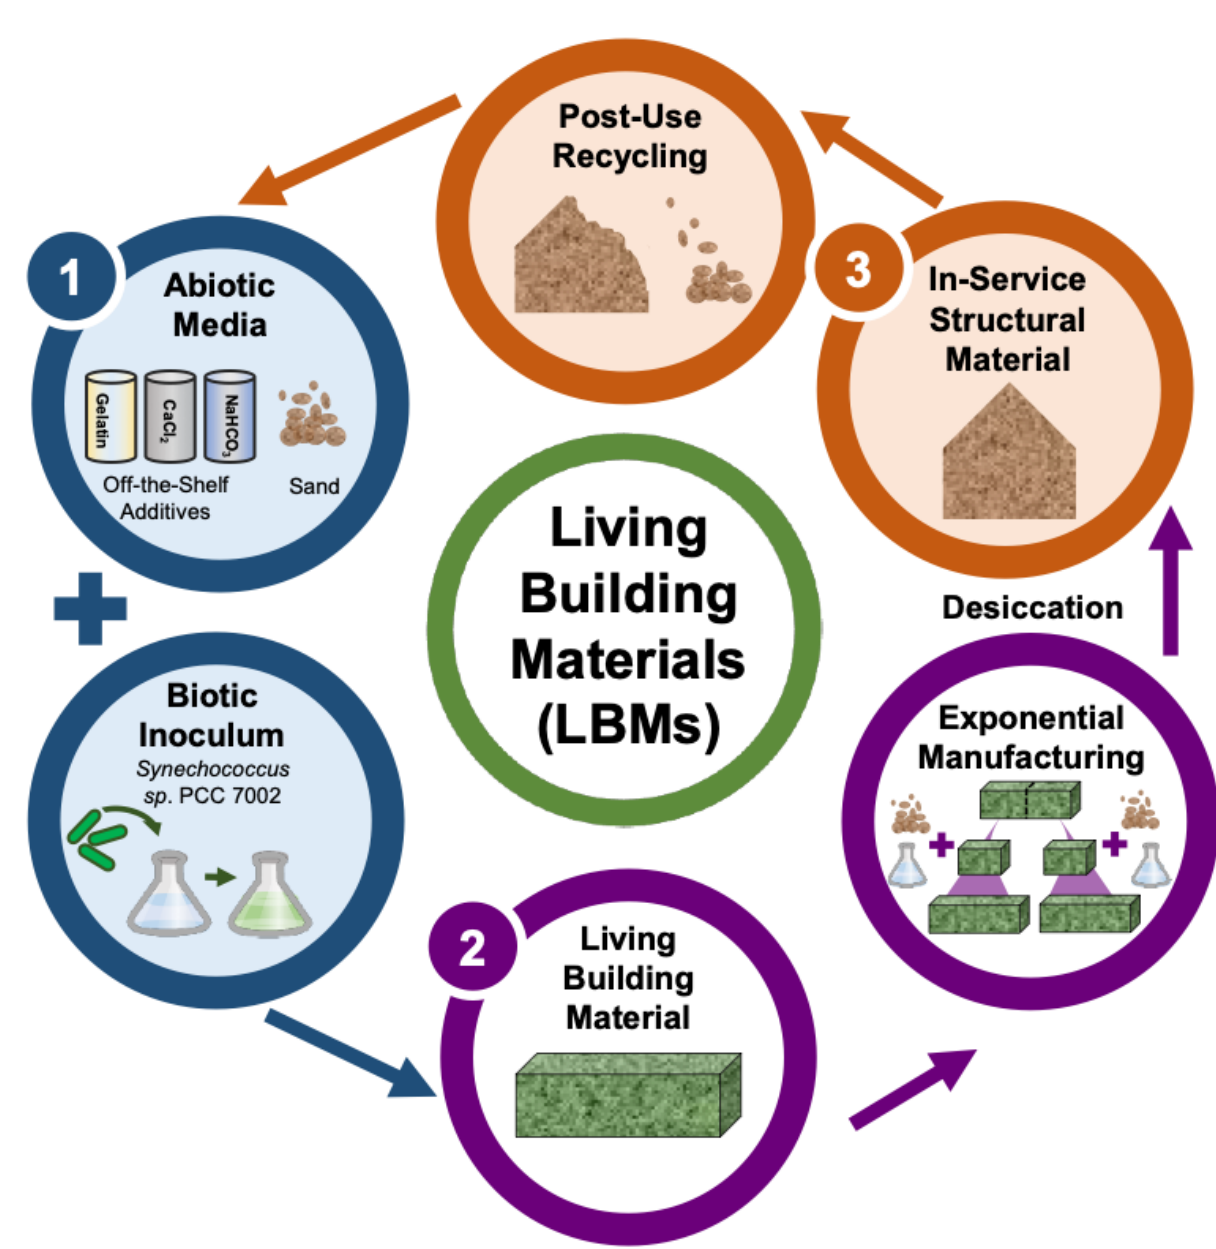 Post-Use
Recycling
1
Abiotic
Media
Gelatin
CaCl₂
NaHCO₃
Off-the-Shelf
Additives
Sand
3
In-Service
Structural
Material
Living
Building
Materials
(LBMs)
Desiccation
Biotic
Inoculum
Synechococcus
sp. PCC 7002
Exponential
Manufacturing
2
Living
Building
Material